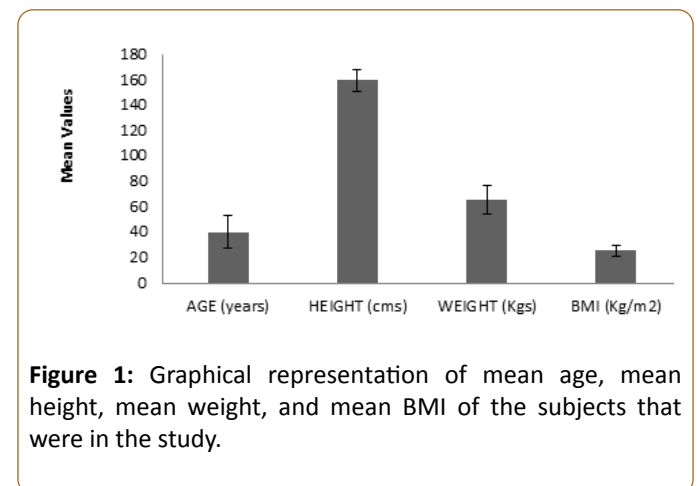 180
160
140
120
100
80
60
40
20
0
Mean Values
AGE (years) HEIGHT (cms) WEIGHT (Kgs) BMI (Kg/m2)
Figure 1: Graphical representation of mean age, mean
height, mean weight, and mean BMI of the subjects that
were in the study.